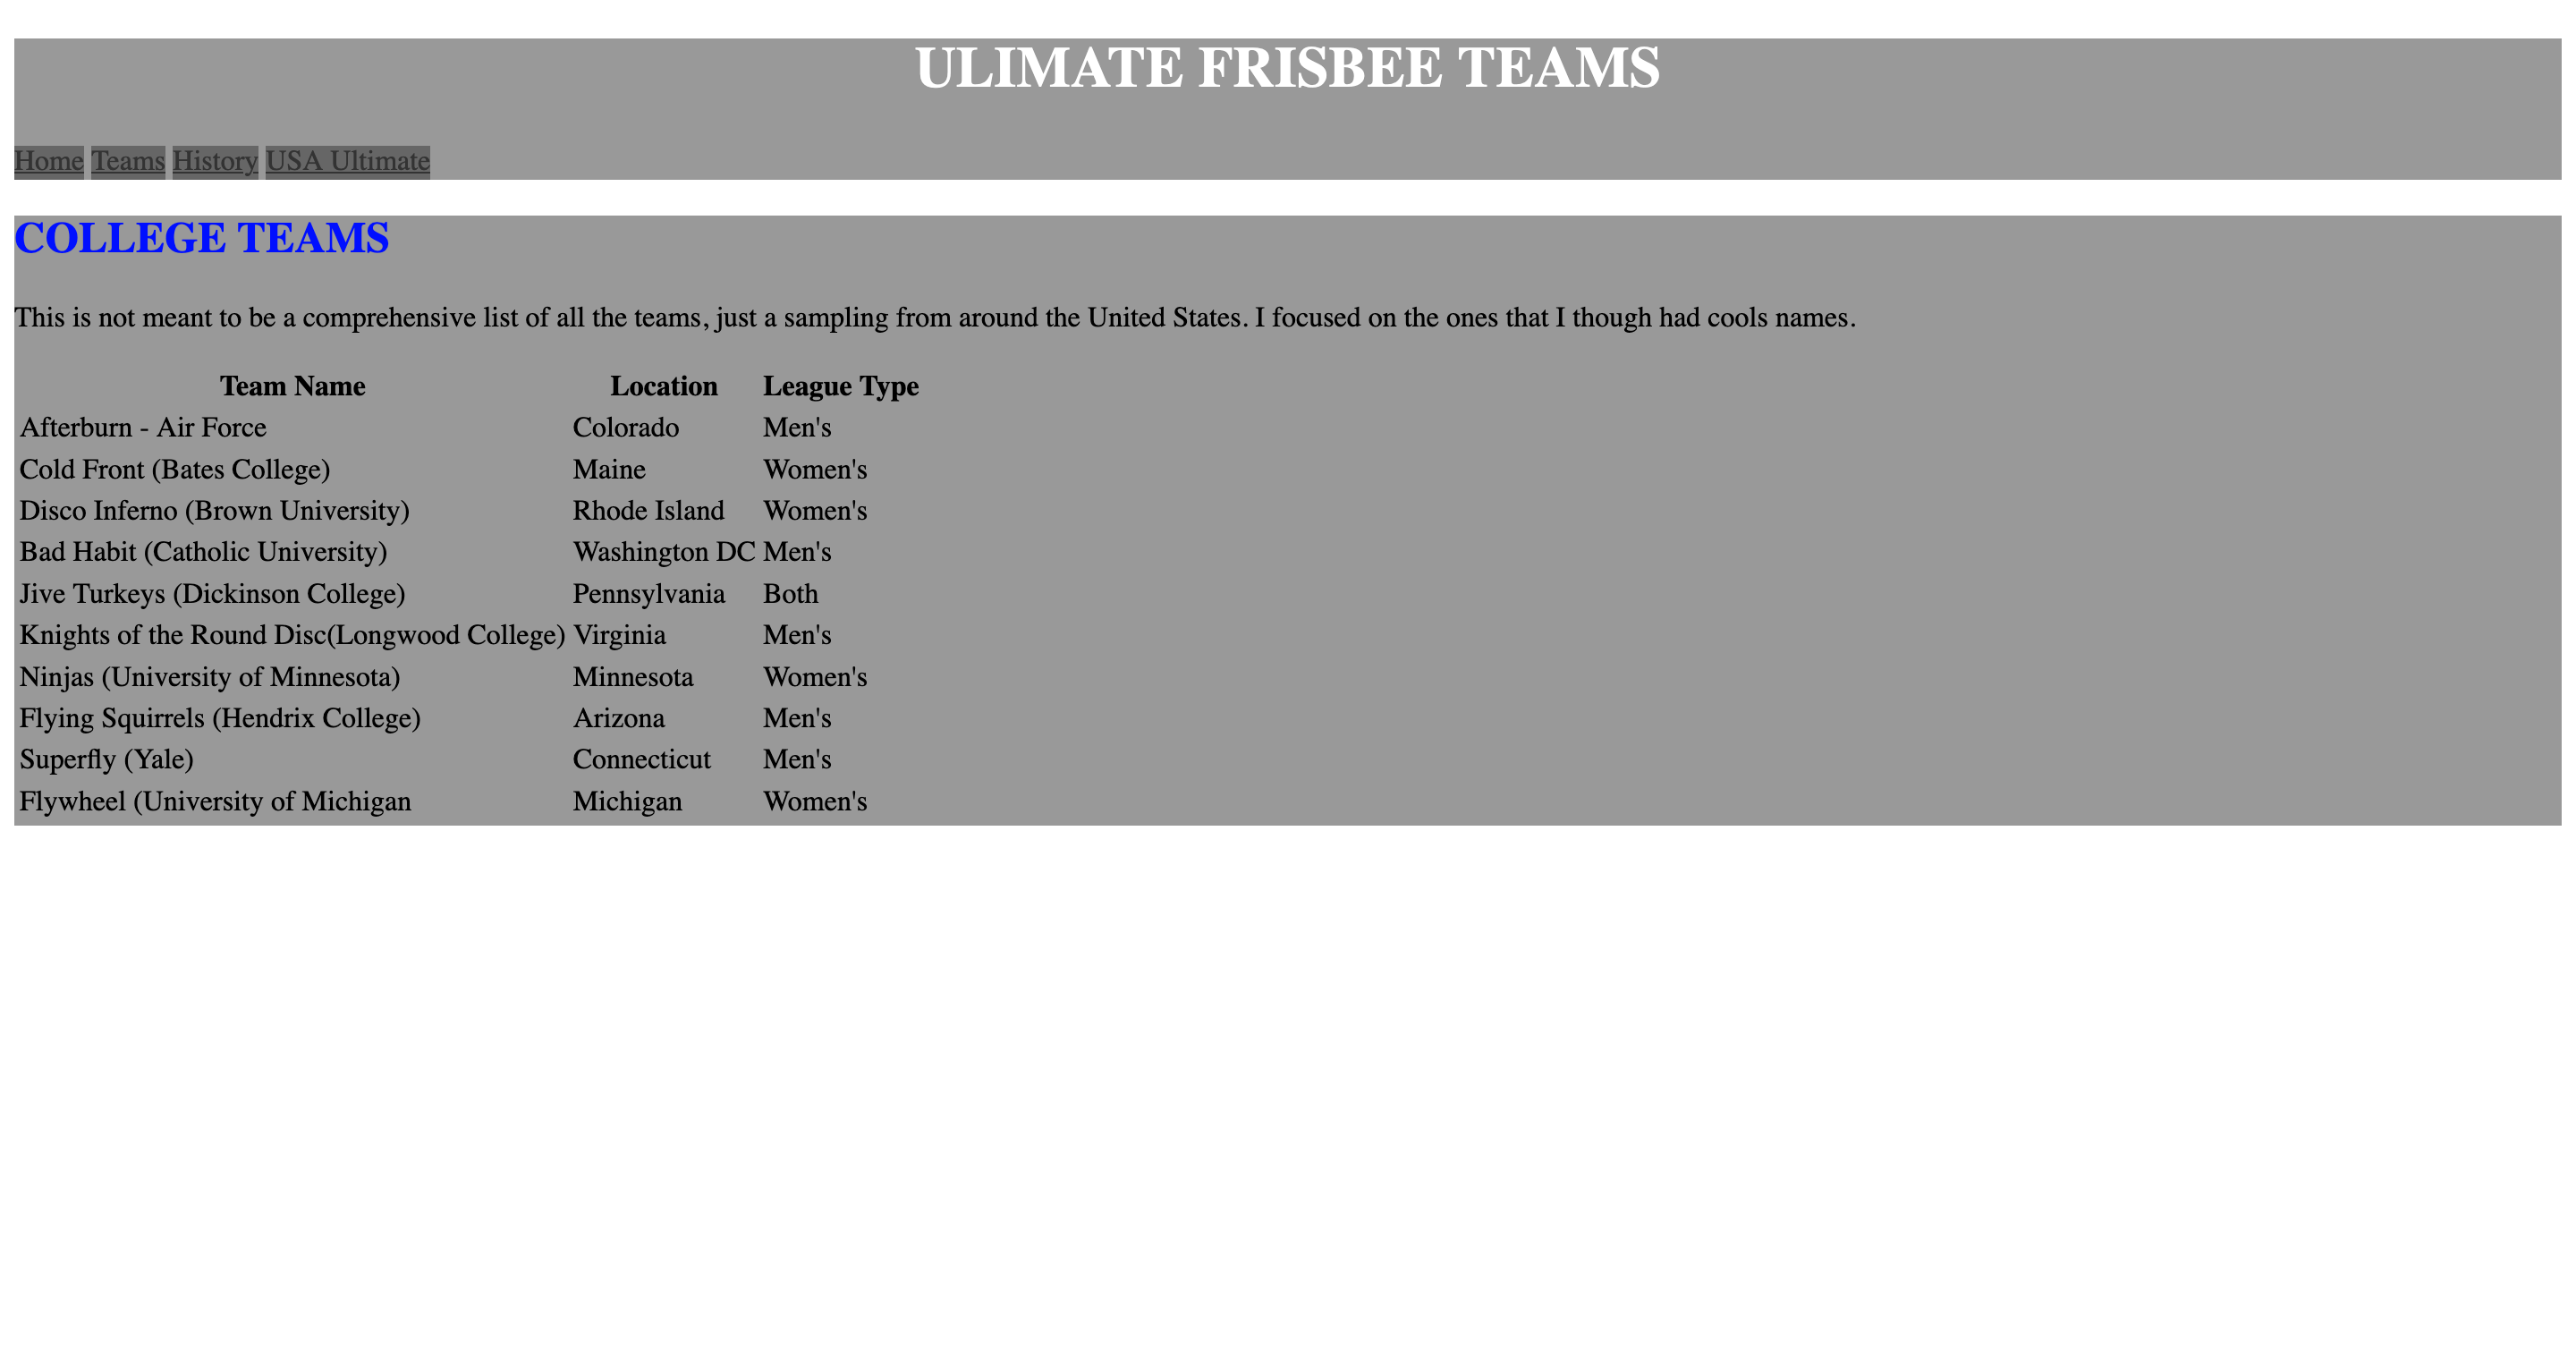 ULIMATE FRISBEE TEAMS
Home Teams History USA Ultimate
COLLEGE TEAMS
This is not meant to be a comprehensive list of all the teams, just a sampling from around the United States. I focused on the ones that I though had cools names.
Team Name Location League Type
Afterburn - Air Force Colorado Men's
Cold Front (Bates College) Maine Women's
Disco Inferno (Brown University) Rhode Island Women's
Bad Habit (Catholic University) Washington DC Men's
Jive Turkeys (Dickinson College) Pennsylvania Both
Knights of the Round Disc(Longwood College) Virginia Men's
Ninjas (University of Minnesota) Minnesota Women's
Flying Squirrels (Hendrix College) Arizona Men's
Superfly (Yale) Connecticut Men's
Flywheel (University of Michigan Michigan Women's